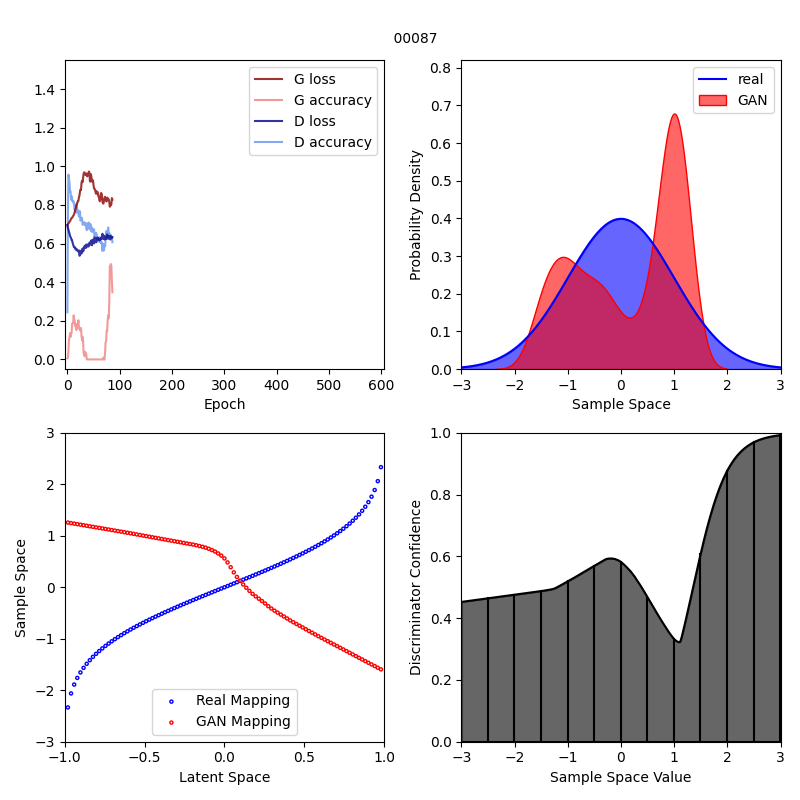 00087
G loss
G accuracy
D loss
D accuracy
1.4
1.2
1.0
0.8
0.6
0.4
0.2
0.0
0 100 200 300 400 500 600
Epoch
real
GAN
Probability Density
0.8
0.7
0.6
0.5
0.4
0.3
0.2
0.1
0.0
−3 −2 −1 0 1 2 3
Sample Space
Sample Space
3
2
1
0
−1
−2
−3
Real Mapping
GAN Mapping
−1.0 −0.5 0.0 0.5 1.0
Latent Space
Discriminator Confidence
1.0
0.8
0.6
0.4
0.2
0.0
−3 −2 −1 0 1 2 3
Sample Space Value